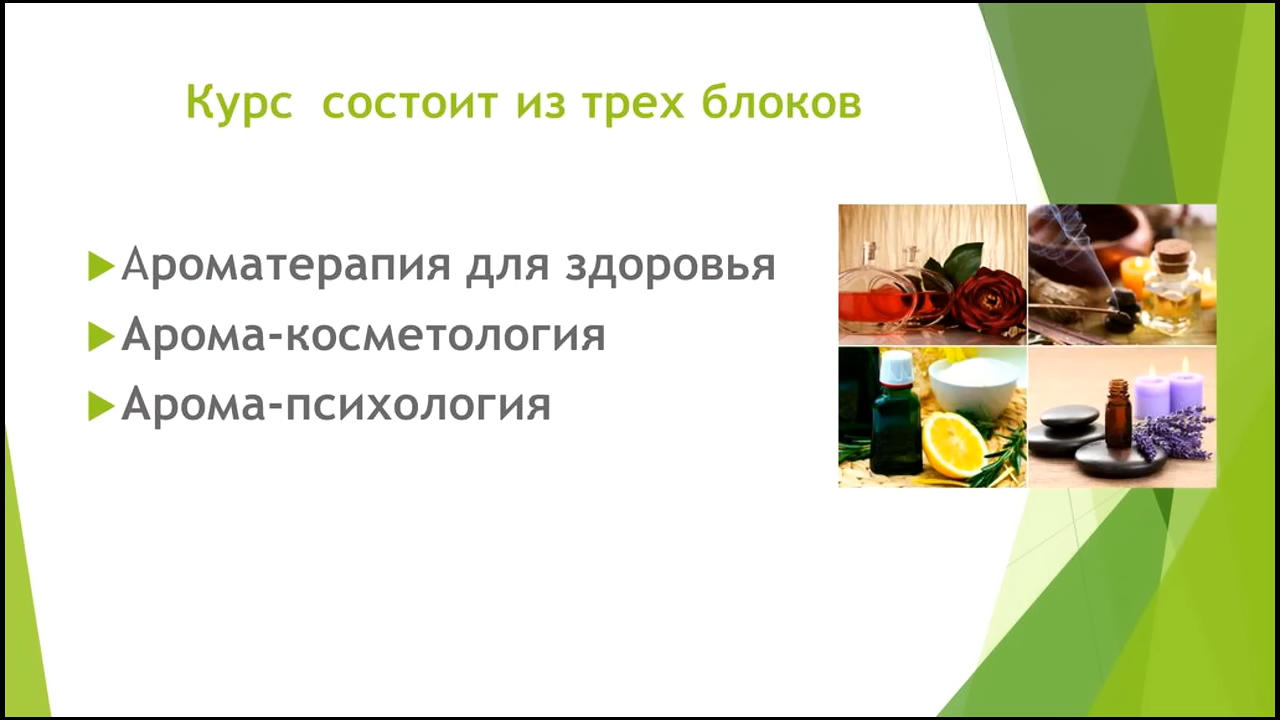 Курс состоит из трех блоков
Ароматерапия для здоровья
Арома-косметология
Арома-психология